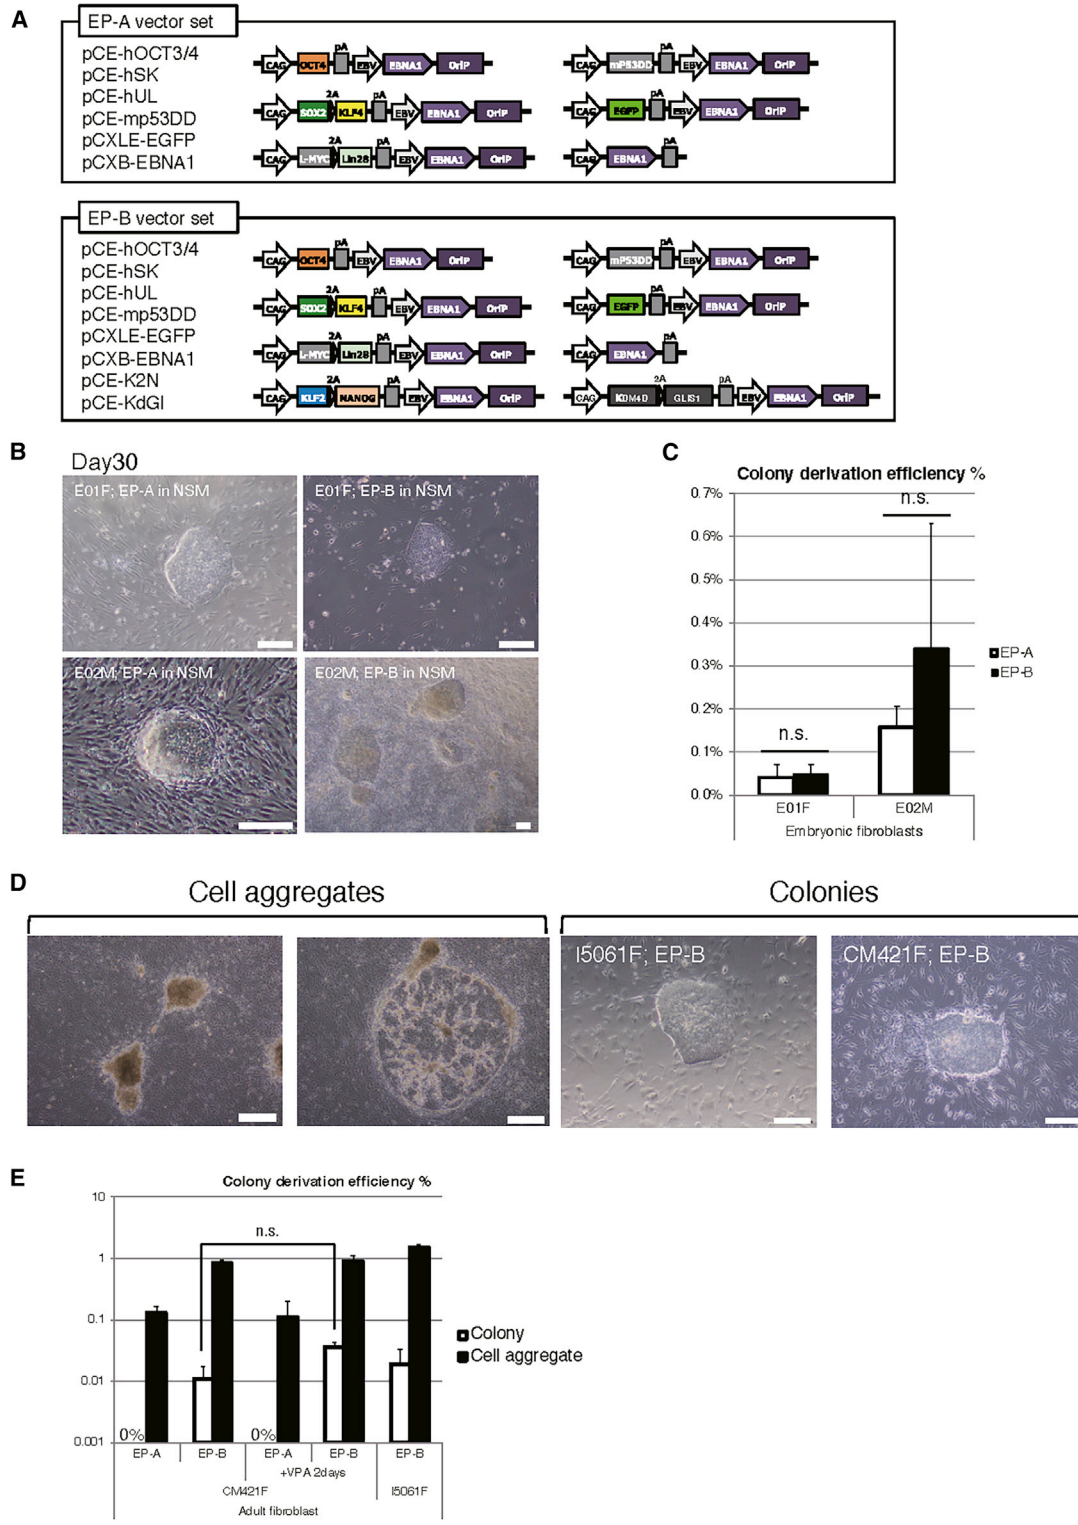 A
EP-A vector set
pCE-hOCT3/4
pCE-hSK
pCE-hUL
pCE-mp53DD
pCXLE-EGFP
pCXB-EBNA1
pA
CAG OCT4 EBV EBNA1 OriP
pA
CAG mP53DD EBV EBNA1 OriP
2A pA
CAG SOX2 KLF4 EBV EBNA1 OriP
pA
CAG EGFP EBV EBNA1 OriP
2A pA
CAG L-MYC Lin28 EBV EBNA1 OriP
pA
CAG EBNA1
EP-B vector set
pCE-hOCT3/4
pCE-hSK
pCE-hUL
pCE-mp53DD
pCXLE-EGFP
pCXB-EBNA1
pCE-K2N
pCE-KdGl
pA
CAG OCT4 EBV EBNA1 OriP
pA
CAG mP53DD EBV EBNA1 OriP
2A pA
CAG SOX2 KLF4 EBV EBNA1 OriP
pA
CAG EGFP EBV EBNA1 OriP
2A pA
CAG L-MYC Lin28 EBV EBNA1 OriP
pA
CAG EBNA1
2A pA
CAG KLF2 NANOG EBV EBNA1 OriP
2A pA
CAG KDM4D GLIS1 EBV EBNA1 OriP
B
Day30
E01F; EP-A in NSM
E01F; EP-B in NSM
E02M; EP-A in NSM
E02M; EP-B in NSM
C
Colony derivation efficiency %
0.7%
0.6%
0.5%
0.4%
0.3%
0.2%
0.1%
0.0%
n.s.
n.s.
EP-A
EP-B
E01F
E02M
Embryonic fibroblasts
D
Cell aggregates
Colonies
I5061F; EP-B
CM421F; EP-B
E
Colony derivation efficiency %
10
1
0.1
0.01
0.001
n.s.
0%
0%
Colony
Cell aggregate
EP-A
EP-B
EP-A
EP-B
EP-B
+VPA 2days
CM421F
I5061F
Adult fibroblast